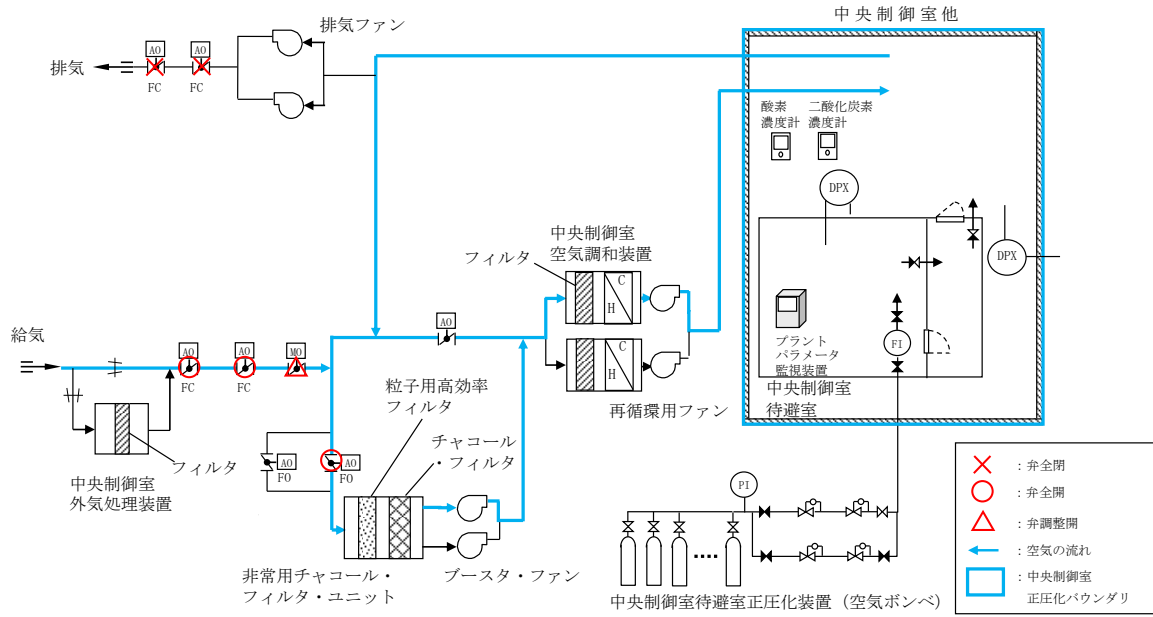 中央制御室他
排気ファン
AO
AO
排気
FC
FC
酸素
濃度計
二酸化炭素
濃度計
DPX
DPX
中央制御室
空気調和装置
フィルタ
C
H
C
H
再循環用ファン
AO
給気
AO
FC
AO
FC
MO
フィルタ
中央制御室
外気処理装置
粒子用高効率
フィルタ
チャコール
・フィルタ
AO
FO
AO
FO
非常用チャコール・
フィルタ・ユニット
ブースタ・ファン
プラント
パラメータ
監視装置
中央制御室
待避室
FI
PI
中央制御室待避室正圧化装置（空気ボンベ）
：弁全閉
：弁全開
：弁調整開
：空気の流れ
：中央制御室
正圧化バウンダリ